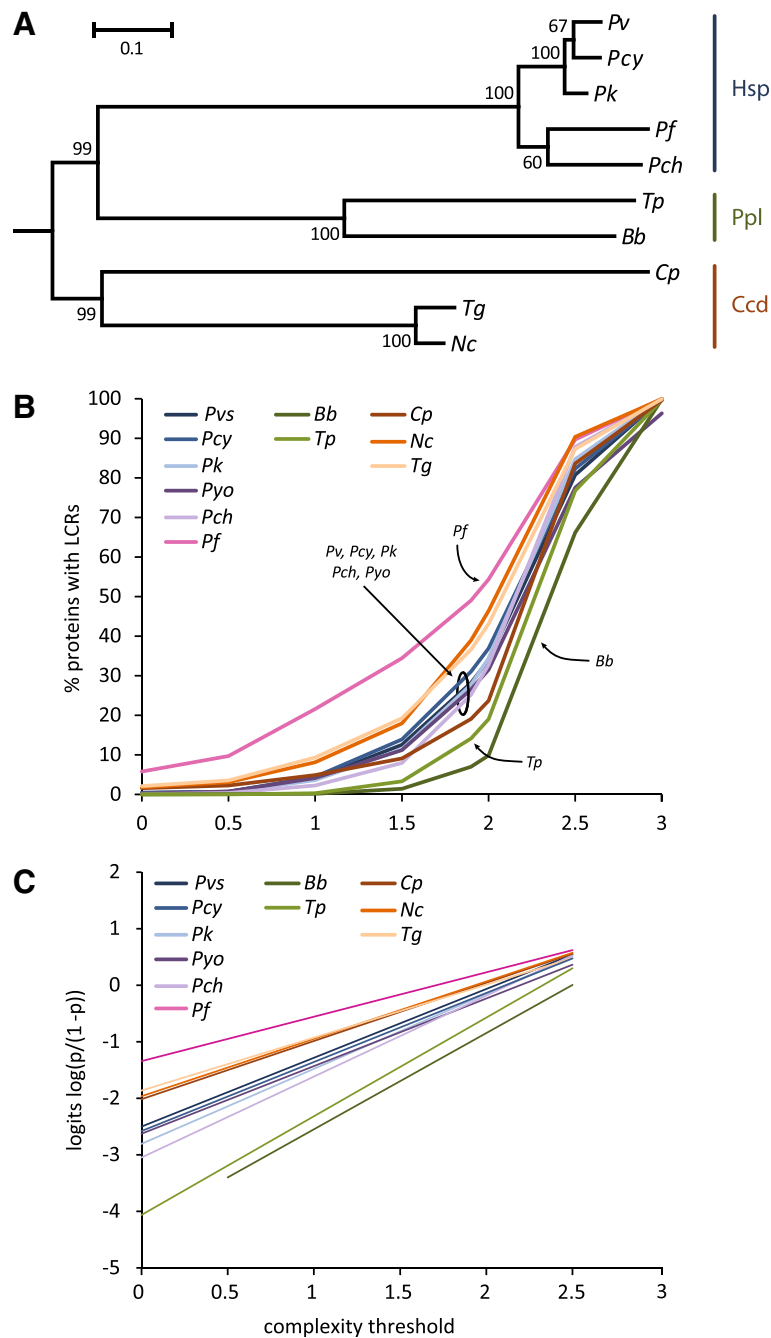 A
0.1
67
Pv
100
Pcy
100
Pk
Hsp
Pf
99
60
Pch
Tp
Ppl
100
Bb
Cp
99
Tg
Ccd
100
Nc
B
% proteins with LCRs
100
90
80
70
60
50
40
30
20
10
0
Pvs Bb Cp
Pcy Tp Nc
Pk Tg
Pyo
Pch
Pf
Pv, Pcy, Pk
Pch, Pyo
Pf
Bb
Tp
0 0.5 1 1.5 2 2.5 3
C
logits log(p/(1 -p))
2
1
0
-1
-2
-3
-4
-5
Pvs Bb Cp
Pcy Tp Nc
Pk Tg
Pyo
Pch
Pf
0 0.5 1 1.5 2 2.5 3
complexity threshold